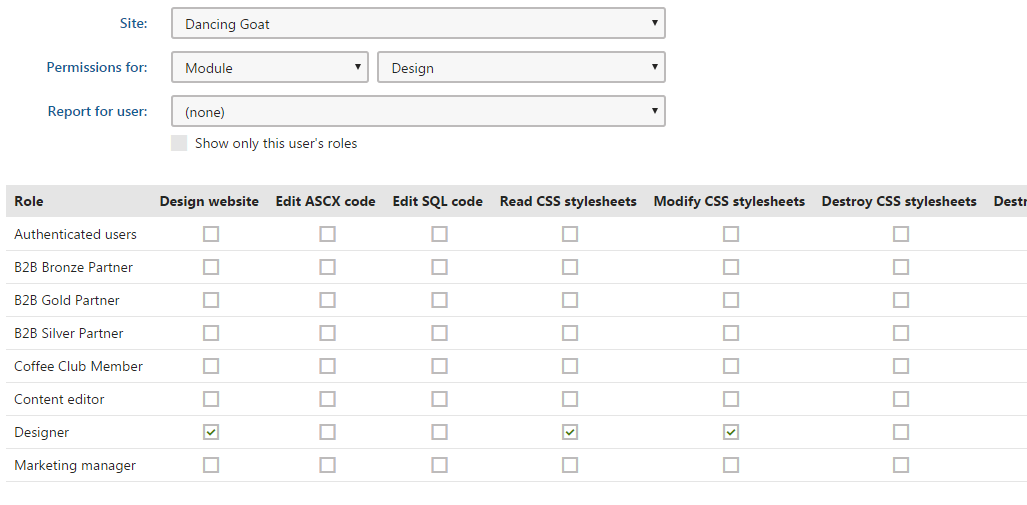 Site: Dancing Goat
Permissions for: Module Design
Report for user: (none)
Show only this user's roles
Role Design website Edit ASCX code Edit SQL code Read CSS stylesheets Modify CSS stylesheets Destroy CSS stylesheets Destr
Authenticated users
B2B Bronze Partner
B2B Gold Partner
B2B Silver Partner
Coffee Club Member
Content editor
Designer
Marketing manager